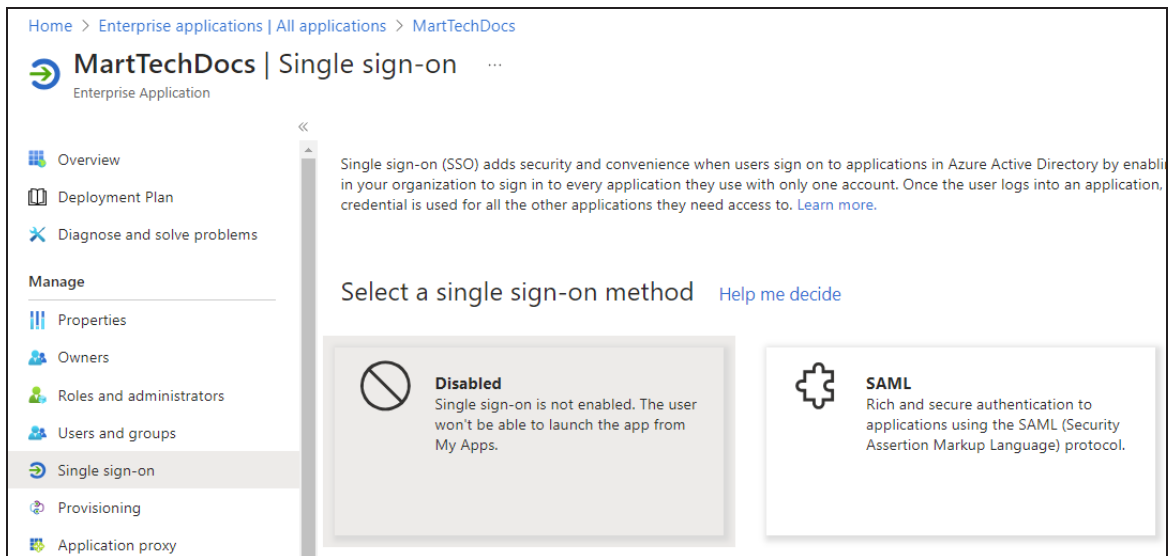 Home > Enterprise applications | All applications > MartTechDocs
MartTechDocs | Single sign-on ...
Enterprise Application
«
Overview
Deployment Plan
Diagnose and solve problems
Manage
Properties
Owners
Roles and administrators
Users and groups
Single sign-on
Provisioning
Application proxy
Single sign-on (SSO) adds security and convenience when users sign on to applications in Azure Active Directory by
in your organization to sign in to every application they use with only one account. Once the user logs into an application,
credential is used for all the other applications they need access to. Learn more.
Select a single sign-on method Help me decide
Disabled
Single sign-on is not enabled. The user
won't be able to launch the app from
My Apps.
SAML
Rich and secure authentication to
applications using the SAML (Security
Assertion Markup Language) protocol.